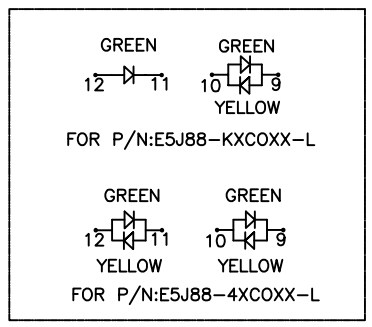 GREEN GREEN
12 11 10 9
YELLOW
FOR P/N:E5J88-KXCOXX-L
GREEN GREEN
12 11 10 9
YELLOW YELLOW
FOR P/N:E5J88-4XCOXX-L